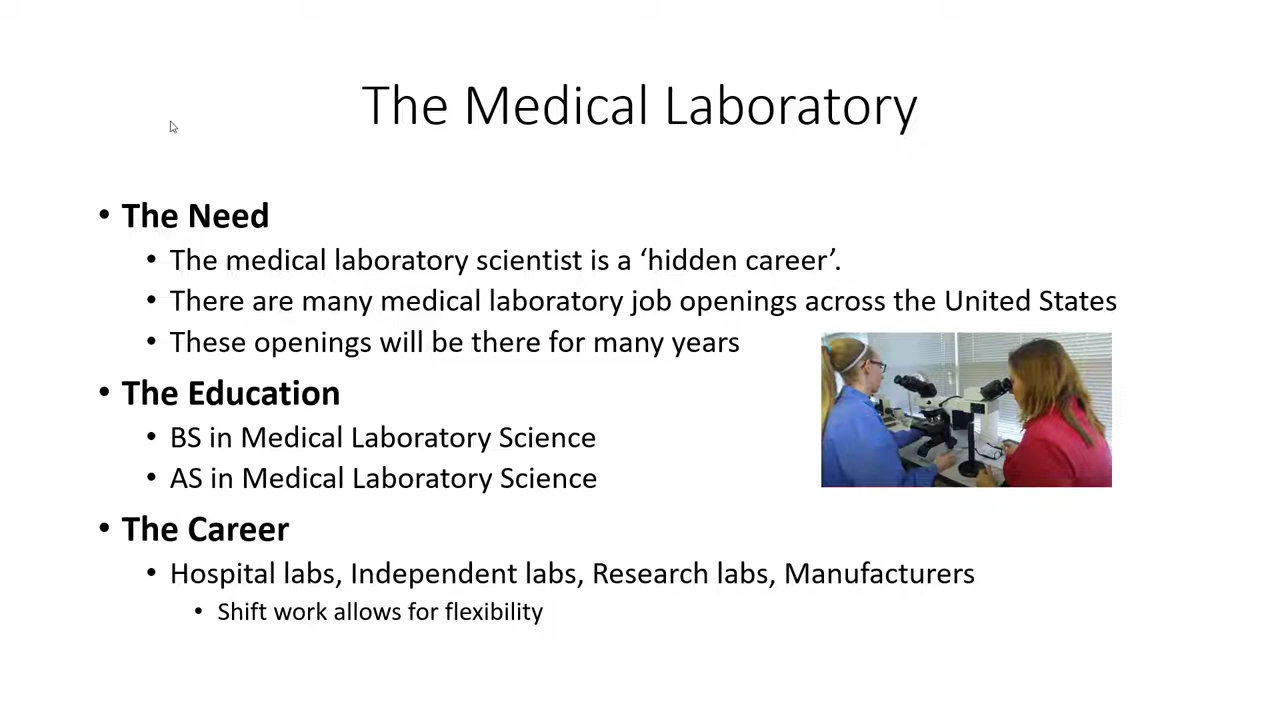 The Medical Laboratory
• The Need
• The medical laboratory scientist is a ‘hidden career’.
• There are many medical laboratory job openings across the United States
• These openings will be there for many years
• The Education
• BS in Medical Laboratory Science
• AS in Medical Laboratory Science
• The Career
• Hospital labs, Independent labs, Research labs, Manufacturers
• Shift work allows for flexibility